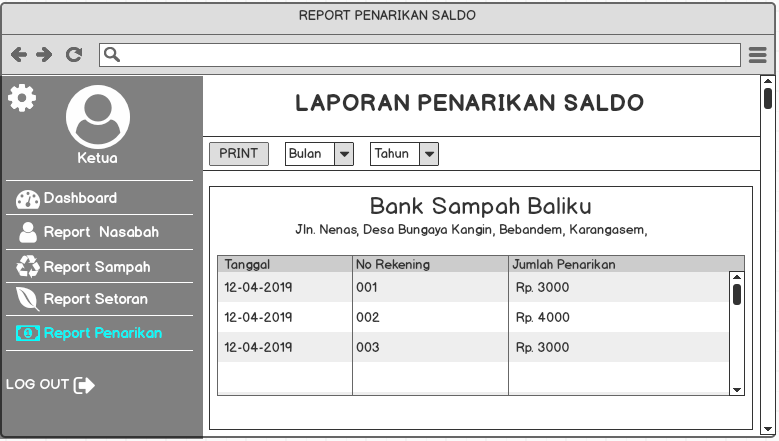 REPORT PENARIKAN SALDO
Ketua
Dashboard
Report Nasabah
Report Sampah
Report Setoran
Report Penarikan
LOG OUT
LAPORAN PENARIKAN SALDO
PRINT Bulan Tahun
Bank Sampah Baliku
Jln. Nenas, Desa Bungaya Kangin, Bebandem, Karangasem,
Tanggal No Rekening Jumlah Penarikan
12-04-2019 001 Rp. 3000
12-04-2019 002 Rp. 4000
12-04-2019 003 Rp. 3000